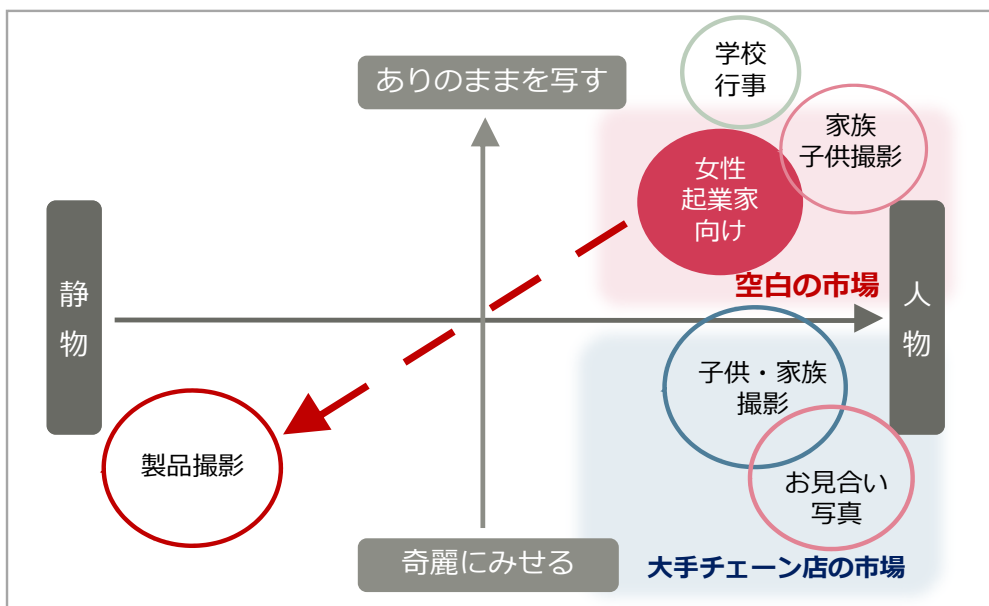 学校
行事
ありのままを写す
家族
子供撮影
女性
起業家
向け
空白の市場
静
物
人
物
子供・家族
撮影
製品撮影
お見合い
写真
奇麗にみせる
大手チェーン店の市場